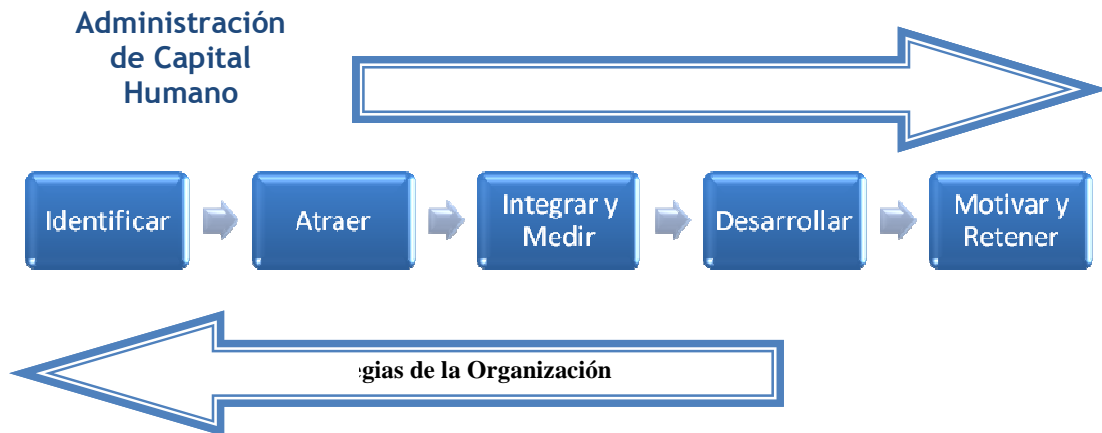 Administración
de Capital
Humano
Identificar
Atraer
Integrar y
Medir
Desarrollar
Motivar y
Retener
egias de la Organización